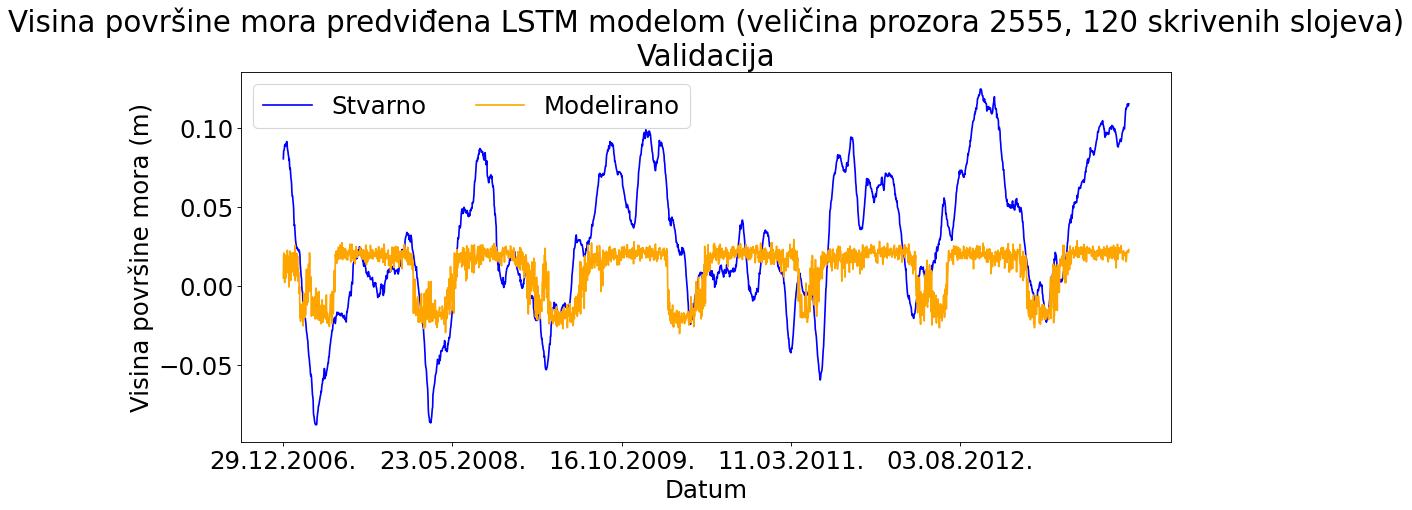 Visina površine mora predviđena LSTM modelom (veličina prozora 2555, 120 skrivenih slojeva)
Validacija
Stvarno
Modelirano
Visina površine mora (m)
0.10
0.05
0.00
−0.05
29.12.2006.
23.05.2008.
16.10.2009.
11.03.2011.
03.08.2012.
Datum